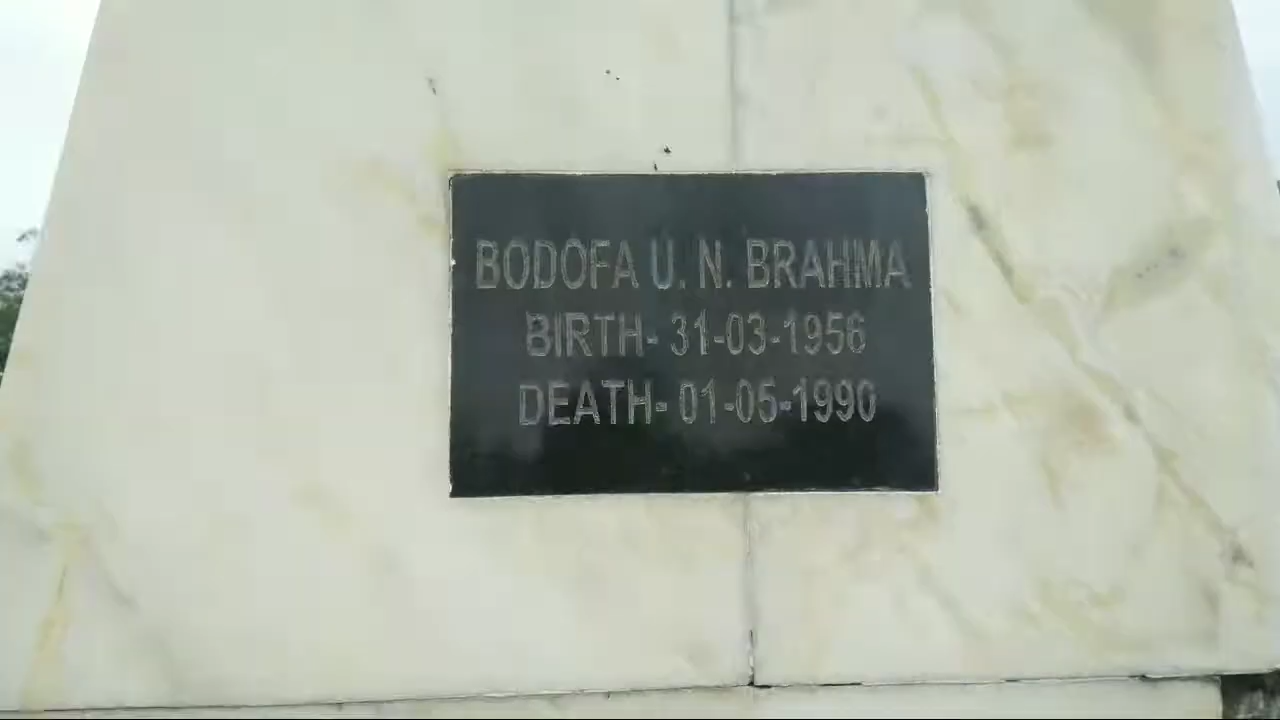 BODOFA U. N. BRAHMA
BIRTH- 31-03-1956
DEATH- 01-05-1990